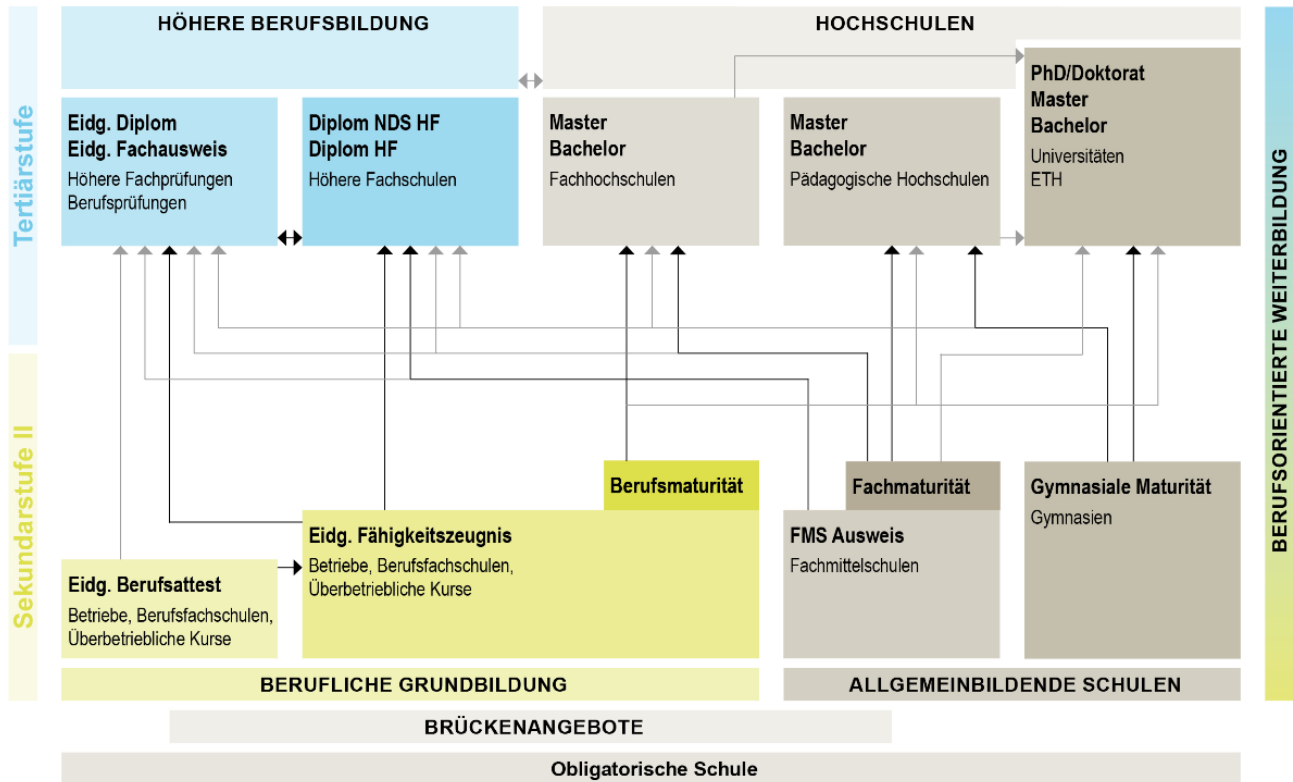 HÖHERE BERUFSBILDUNG
HOCHSCHULEN
Tertiärstufe
Eidg. Diplom
Eidg. Fachausweis
Höhere Fachprüfungen
Berufsprüfungen
Diplom NDS HF
Diplom HF
Höhere Fachschulen
Master
Bachelor
Fachhochschulen
Master
Bachelor
Pädagogische Hochschulen
PhD/Doktorat
Master
Bachelor
Universitäten
ETH
BERUFSORIENTIERTE WEITERBILDUNG
Sekundarstufe II
Eidg. Berufsattest
Betriebe, Berufsfachschulen,
Überbetriebliche Kurse
Berufsmaturität
Eidg. Fähigkeitszeugnis
Betriebe, Berufsfachschulen,
Überbetriebliche Kurse
Fachmaturität
FMS Ausweis
Fachmittelschulen
Gymnasiale Maturität
Gymnasien
BERUFLICHE GRUNDBILDUNG
ALLGEMEINBILDENDE SCHULEN
BRÜCKENANGEBOTE
Obligatorische Schule